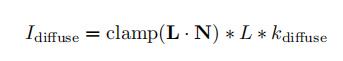 I_diffuse = clamp(L · N) ∗ L ∗ k_diffuse